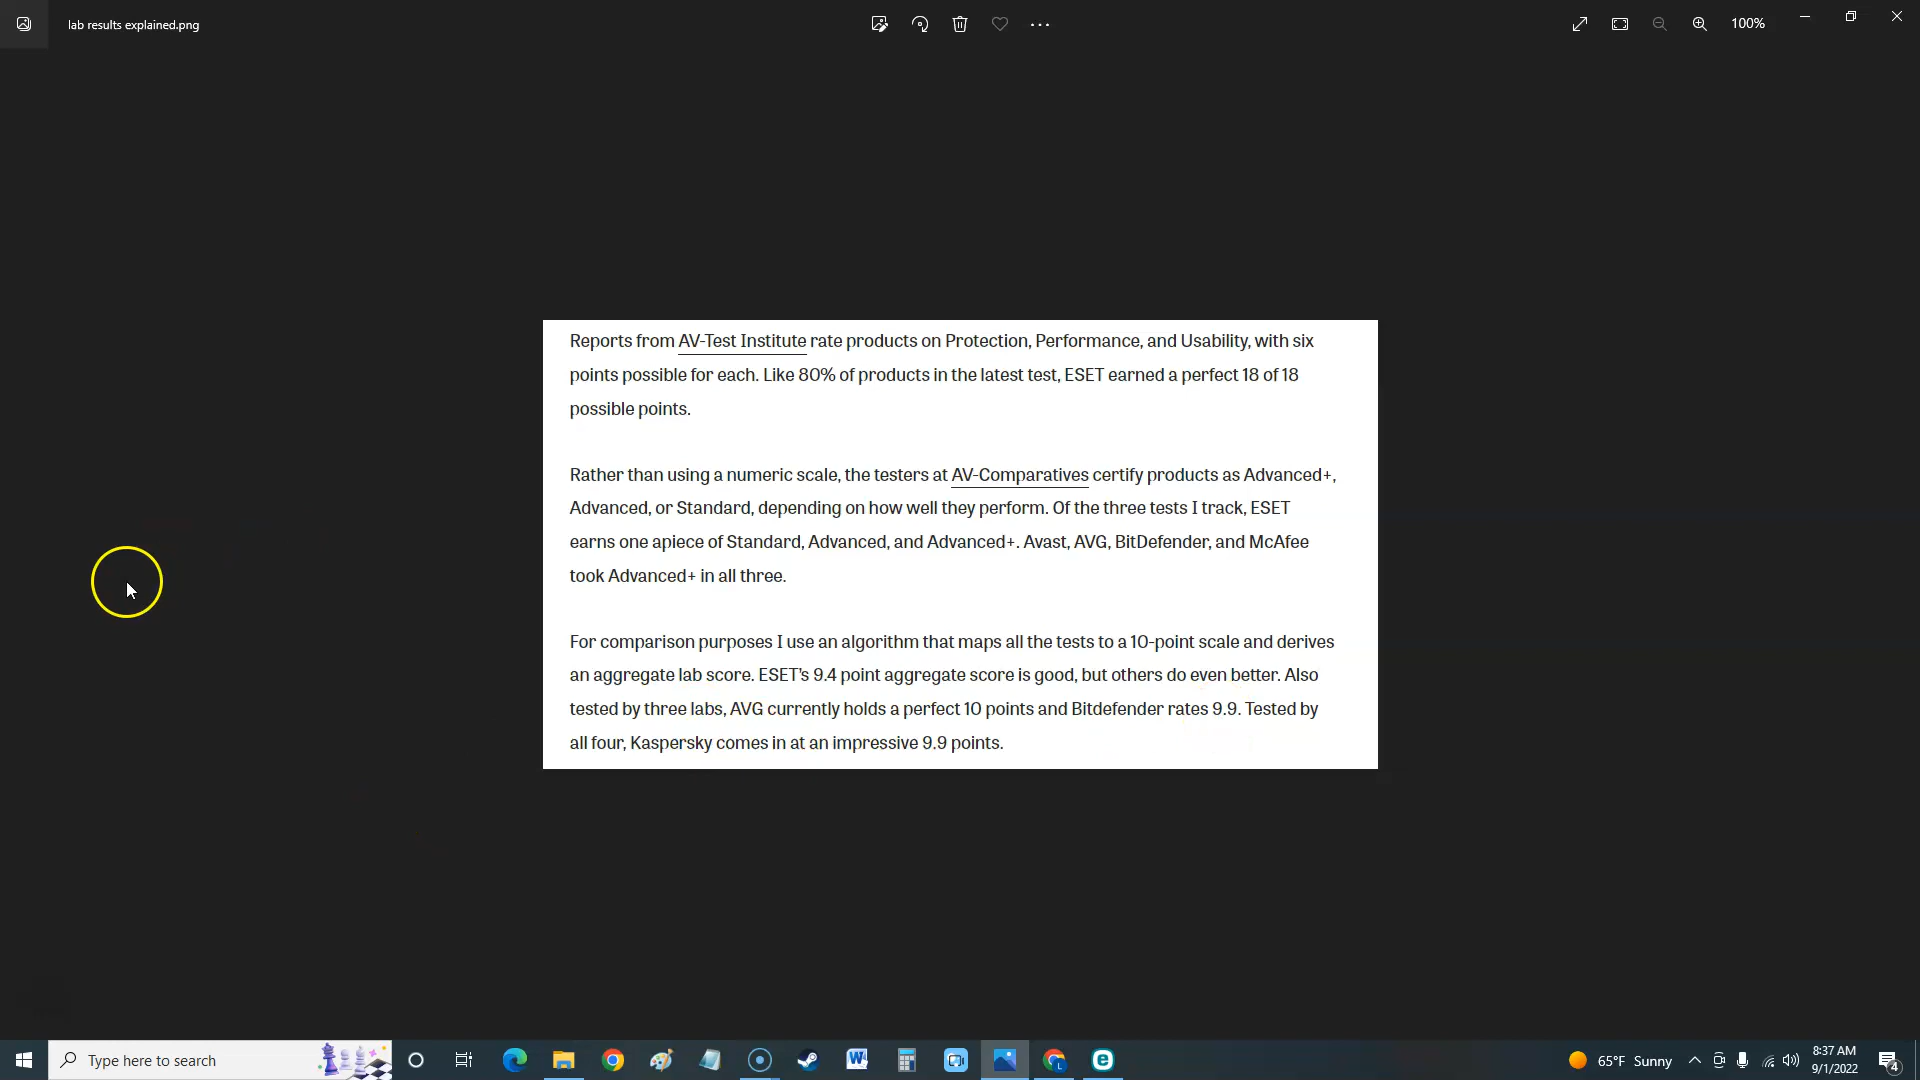 lab results explained.png
100%
Reports from AV-Test Institute rate products on Protection, Performance, and Usability, with six
points possible for each. Like 80% of products in the latest test, ESET earned a perfect 18 of 18
possible points.
Rather than using a numeric scale, the testers at AV-Comparatives certify products as Advanced+,
Advanced, or Standard, depending on how well they perform. Of the three tests I track, ESET
earns one apiece of Standard, Advanced, and Advanced+. Avast, AVG, BitDefender, and McAfee
took Advanced+ in all three.
For comparison purposes I use an algorithm that maps all the tests to a 10-point scale and derives
an aggregate lab score. ESET's 9.4 point aggregate score is good, but others do even better. Also
tested by three labs, AVG currently holds a perfect 10 points and Bitdefender rates 9.9. Tested by
all four, Kaspersky comes in at an impressive 9.9 points.
Type here to search
65°F Sunny
8:37 AM
9/1/2022
4